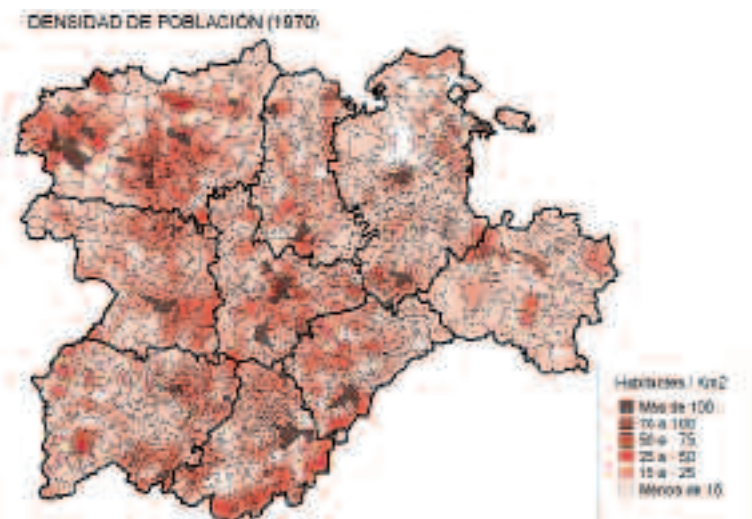 DENSIDAD DE POBLACIÓN (1970)
Habitantes / Km2
Más de 100
75 a 100
50 a 75
25 a 50
15 a 25
Menos de 15